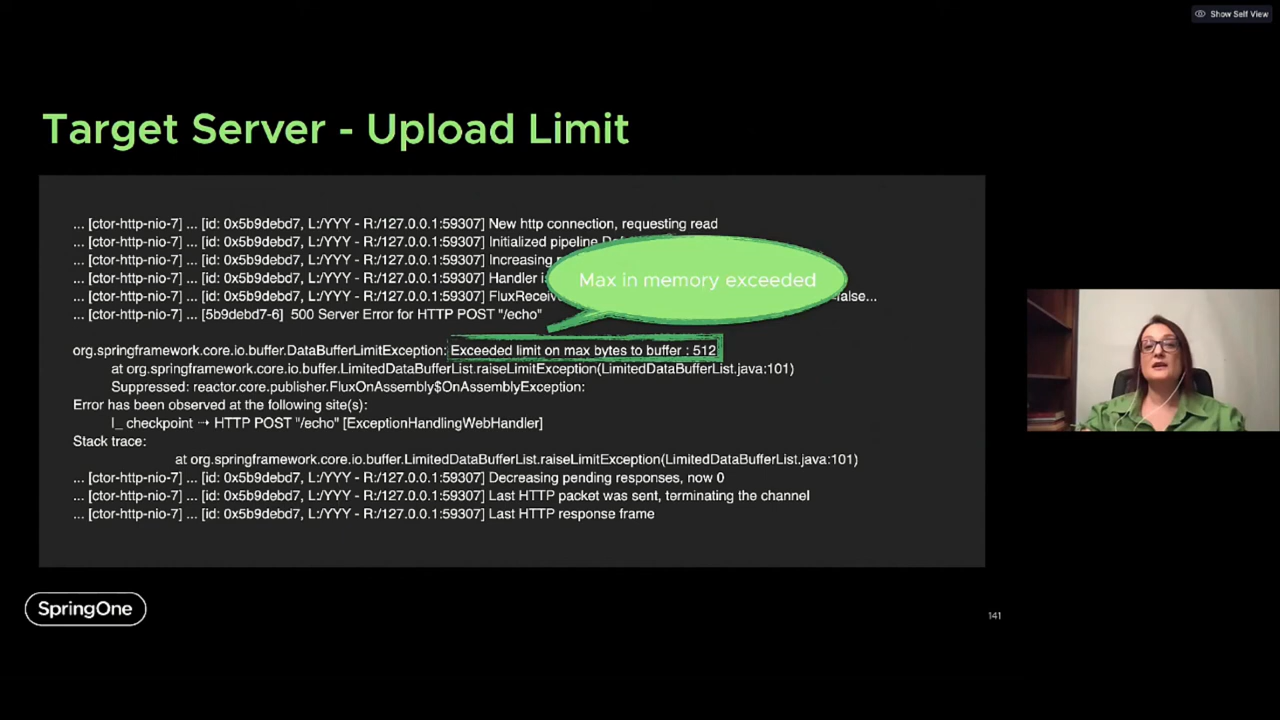 Show Self View
Target Server - Upload Limit
... [ctor-http-nio-7] ... [id: 0x5b9debd7, L:/YYY - R:/127.0.0.1:59307] New http connection, requesting read
... [ctor-http-nio-7] ... [id: 0x5b9debd7, L:/YYY - R:/127.0.0.1:59307] Initialized pipeline
... [ctor-http-nio-7] ... [id: 0x5b9debd7, L:/YYY - R:/127.0.0.1:59307] Increasing
Max in memory exceeded
... [ctor-http-nio-7] ... [id: 0x5b9debd7, L:/YYY - R:/127.0.0.1:59307] Handler
... [ctor-http-nio-7] ... [id: 0x5b9debd7, L:/YYY - R:/127.0.0.1:59307]
... [ctor-http-nio-7] ... [5b9debd7-6] 500 Server Error for HTTP POST "/echo"
org.springframework.core.io.buffer.DataBufferLimitException: Exceeded limit on max bytes to buffer : 512
at org.springframework.core.io.buffer.LimitedDataBufferList.raiseLimitException(LimitedDataBufferList.java:101)
Suppressed: reactor.core.publisher.FluxOnAssembly$OnAssemblyException:
Error has been observed at the following site(s):
|_ checkpoint ⇢ HTTP POST "/echo" [ExceptionHandlingWebHandler]
Stack trace:
at org.springframework.core.io.buffer.LimitedDataBufferList.raiseLimitException(LimitedDataBufferList.java:101)
... [ctor-http-nio-7] ... [id: 0x5b9debd7, L:/YYY - R:/127.0.0.1:59307] Decreasing pending responses, now 0
... [ctor-http-nio-7] ... [id: 0x5b9debd7, L:/YYY - R:/127.0.0.1:59307] Last HTTP packet was sent, terminating the channel
... [ctor-http-nio-7] ... [id: 0x5b9debd7, L:/YYY - R:/127.0.0.1:59307] Last HTTP response frame
SpringOne
141